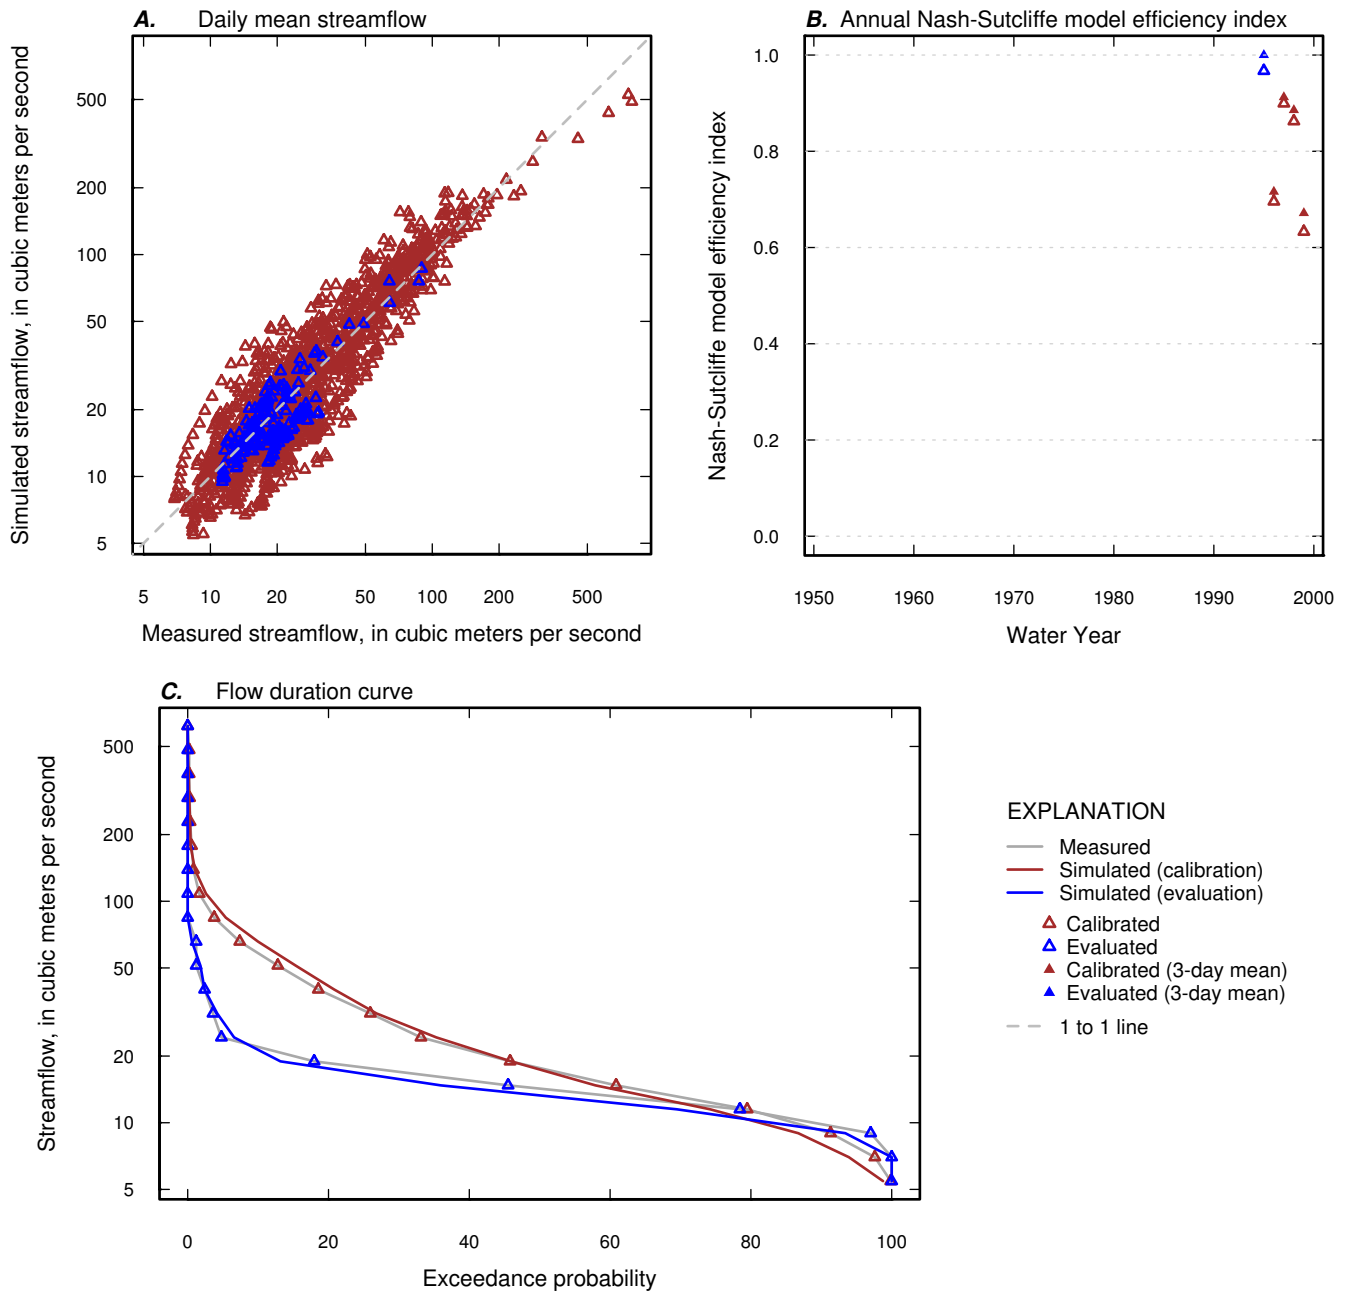 A. Daily mean streamflow
Simulated streamflow, in cubic meters per second
500
200
100
50
20
10
5
5 10 20 50 100 200 500
Measured streamflow, in cubic meters per second
B. Annual Nash-Sutcliffe model efficiency index
Nash-Sutcliffe model efficiency index
1.0
0.8
0.6
0.4
0.2
0.0
1950 1960 1970 1980 1990 2000
Water Year
C. Flow duration curve
Streamflow, in cubic meters per second
500
200
100
50
20
10
5
0 20 40 60 80 100
Exceedance probability
EXPLANATION
Measured
Simulated (calibration)
Simulated (evaluation)
Calibrated
Evaluated
Calibrated (3-day mean)
Evaluated (3-day mean)
1 to 1 line